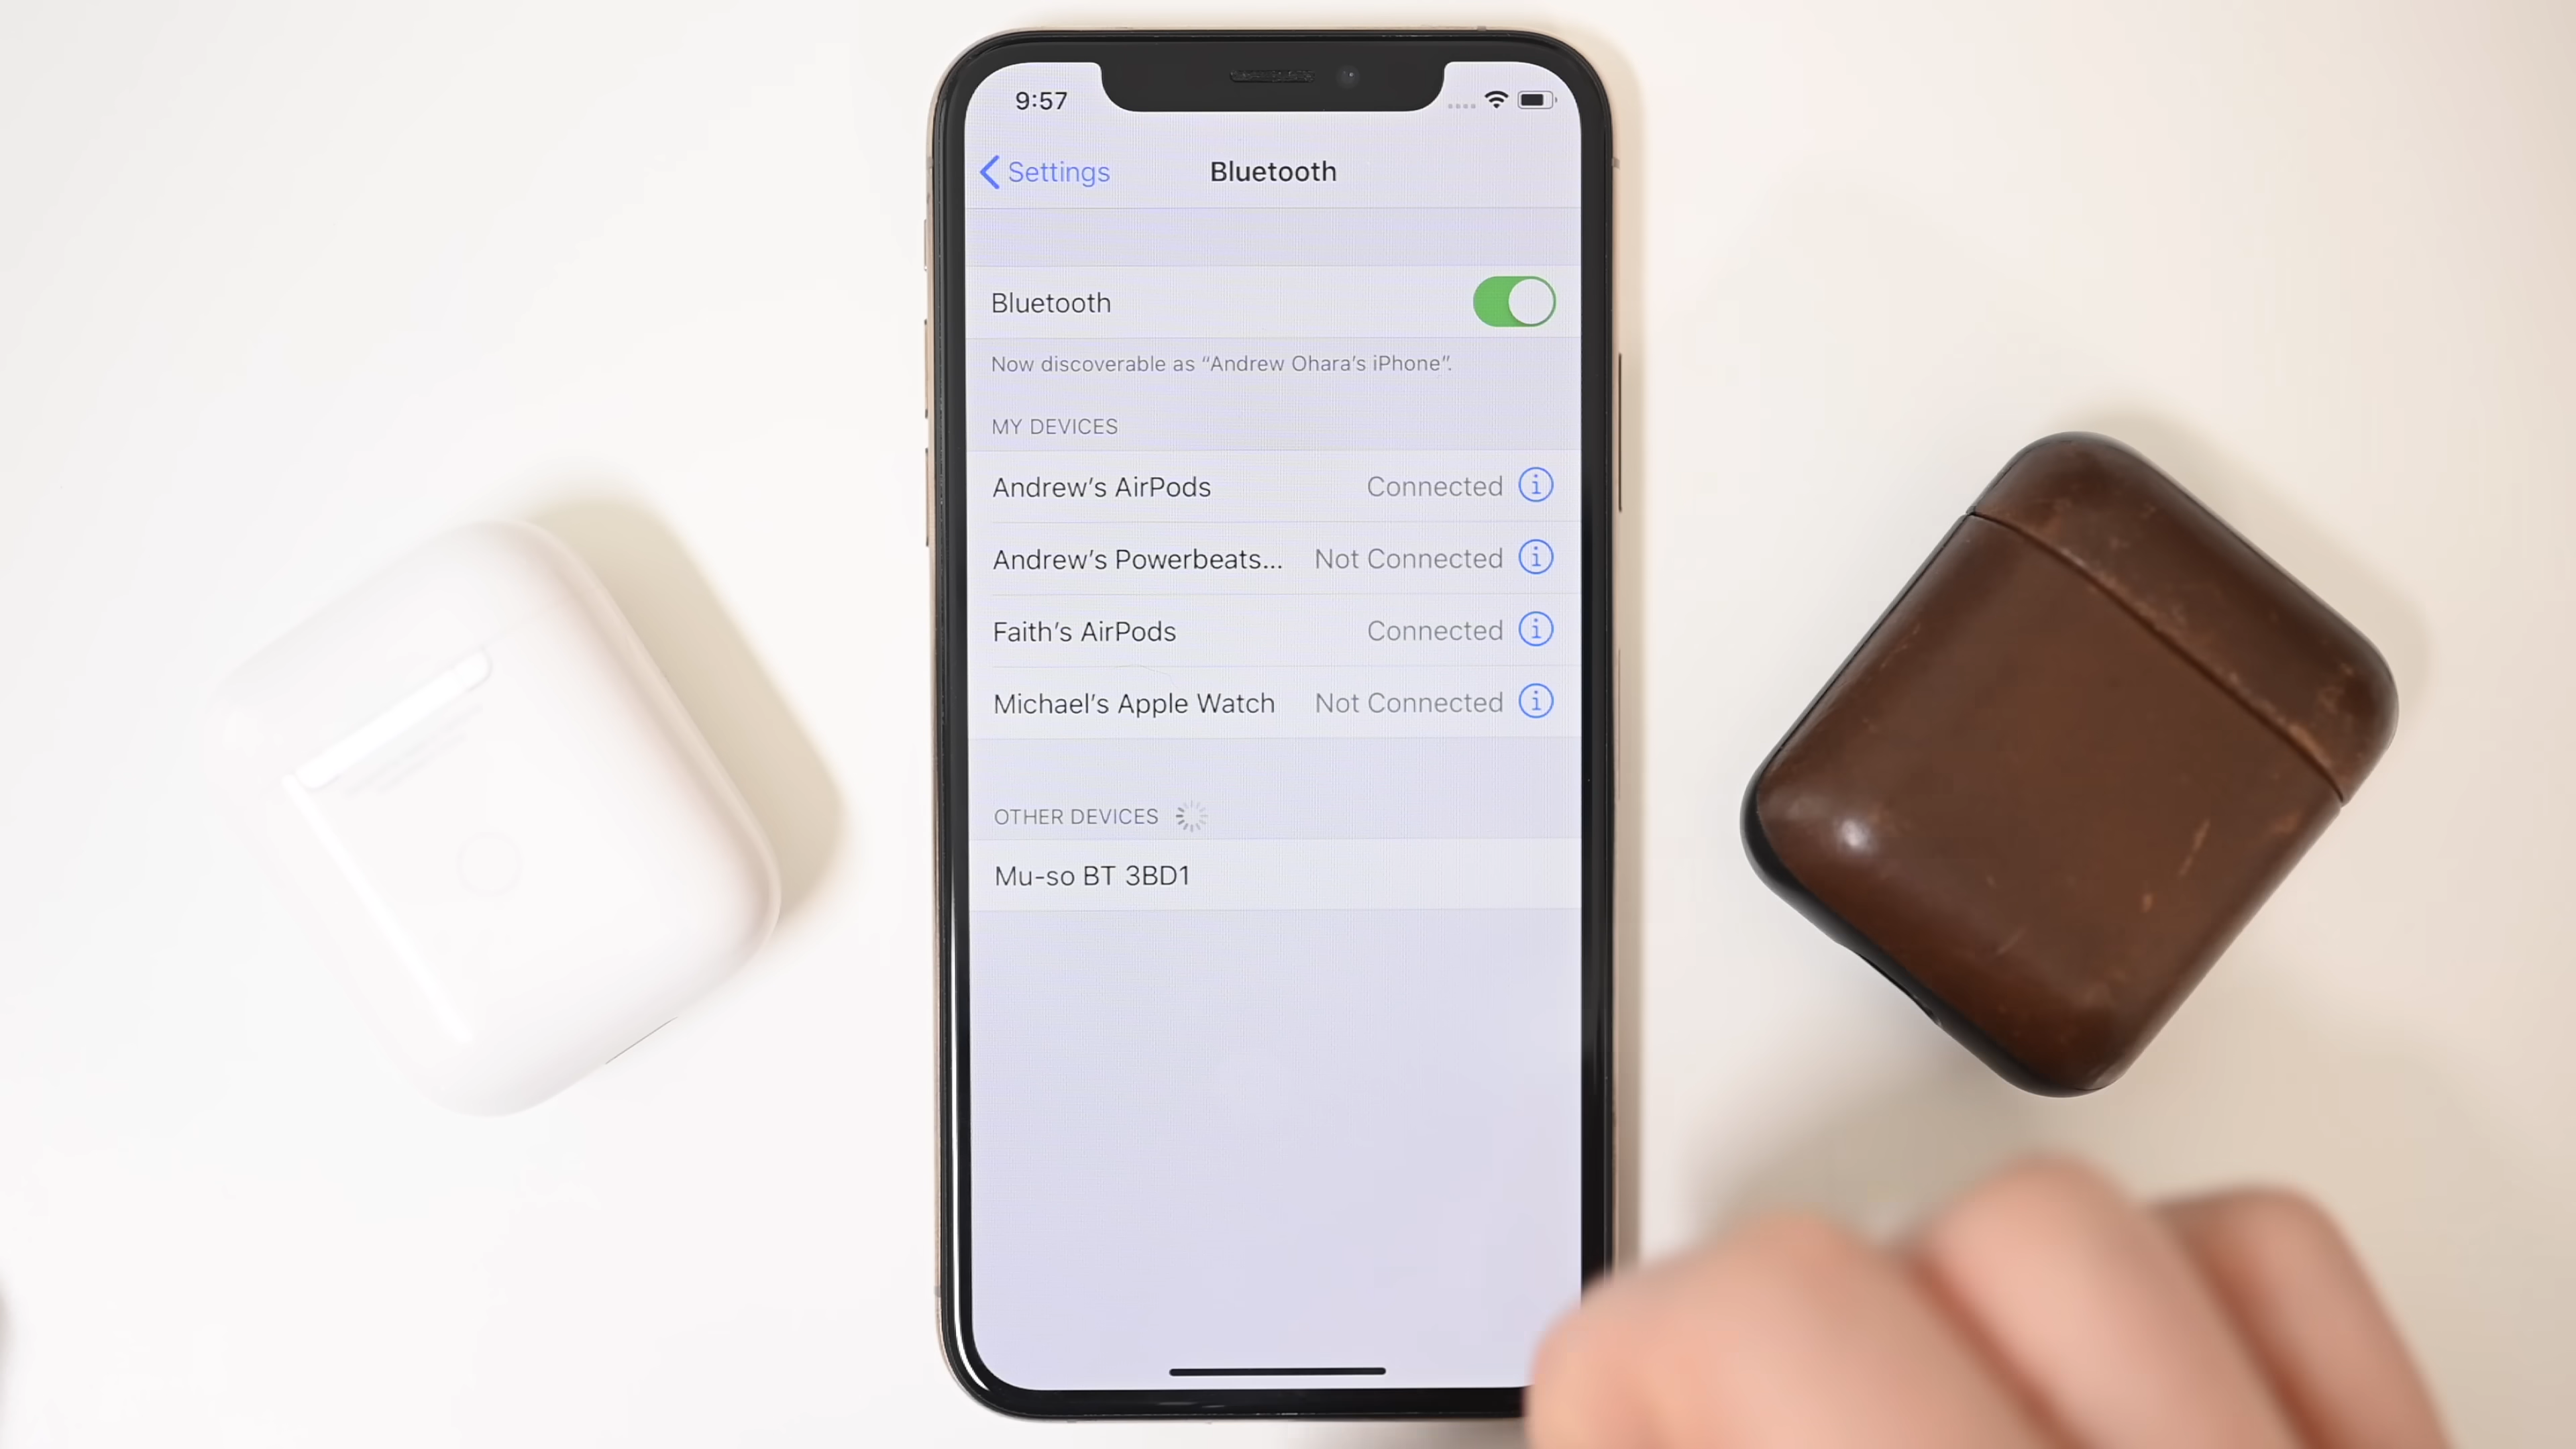 9:57
Settings
Bluetooth
Bluetooth
Now discoverable as “Andrew Ohara’s iPhone”.
MY DEVICES
Andrew’s AirPods Connected
Andrew’s Powerbeats... Not Connected
Faith’s AirPods Connected
Michael’s Apple Watch Not Connected
OTHER DEVICES
Mu-so BT 3BD1